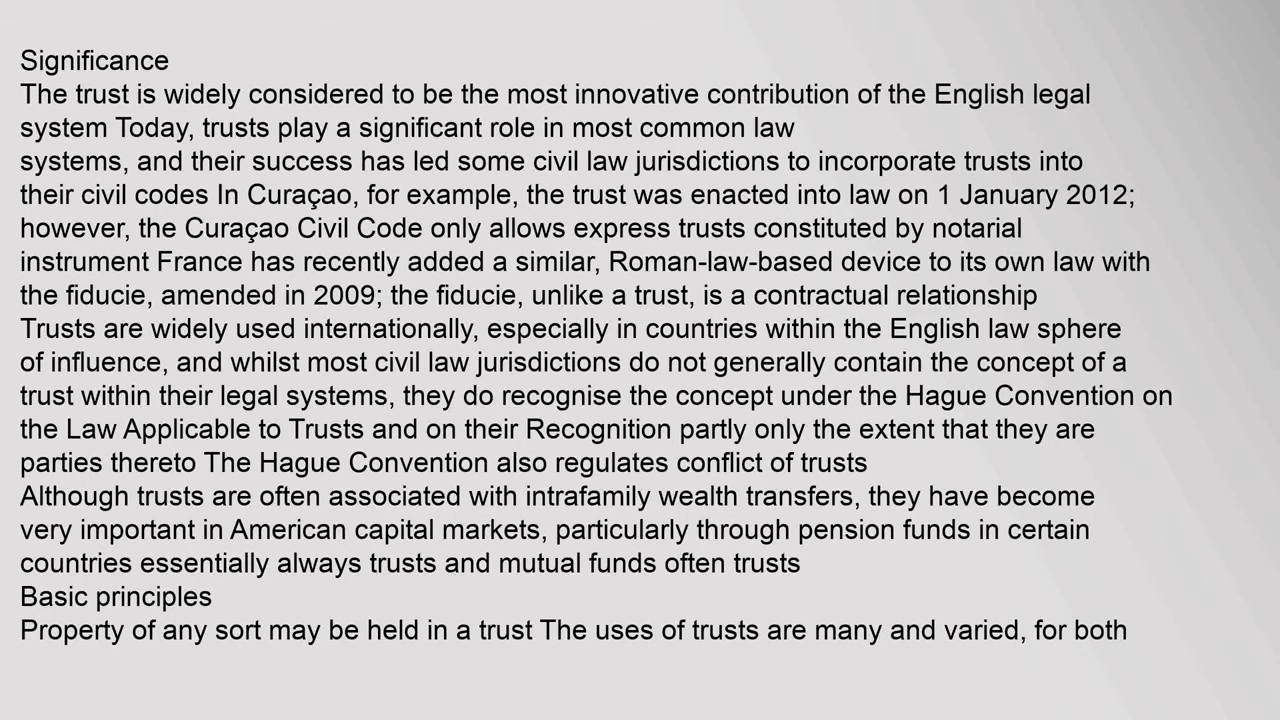 Significance
The trust is widely considered to be the most innovative contribution of the English legal
system Today, trusts play a significant role in most common law
systems, and their success has led some civil law jurisdictions to incorporate trusts into
their civil codes In Curaçao, for example, the trust was enacted into law on 1 January 2012;
however, the Curaçao Civil Code only allows express trusts constituted by notarial
instrument France has recently added a similar, Roman-law-based device to its own law with
the fiducie, amended in 2009; the fiducie, unlike a trust, is a contractual relationship
Trusts are widely used internationally, especially in countries within the English law sphere
of influence, and whilst most civil law jurisdictions do not generally contain the concept of a
trust within their legal systems, they do recognise the concept under the Hague Convention on
the Law Applicable to Trusts and on their Recognition partly only the extent that they are
parties thereto The Hague Convention also regulates conflict of trusts
Although trusts are often associated with intrafamily wealth transfers, they have become
very important in American capital markets, particularly through pension funds in certain
countries essentially always trusts and mutual funds often trusts
Basic principles
Property of any sort may be held in a trust The uses of trusts are many and varied, for both